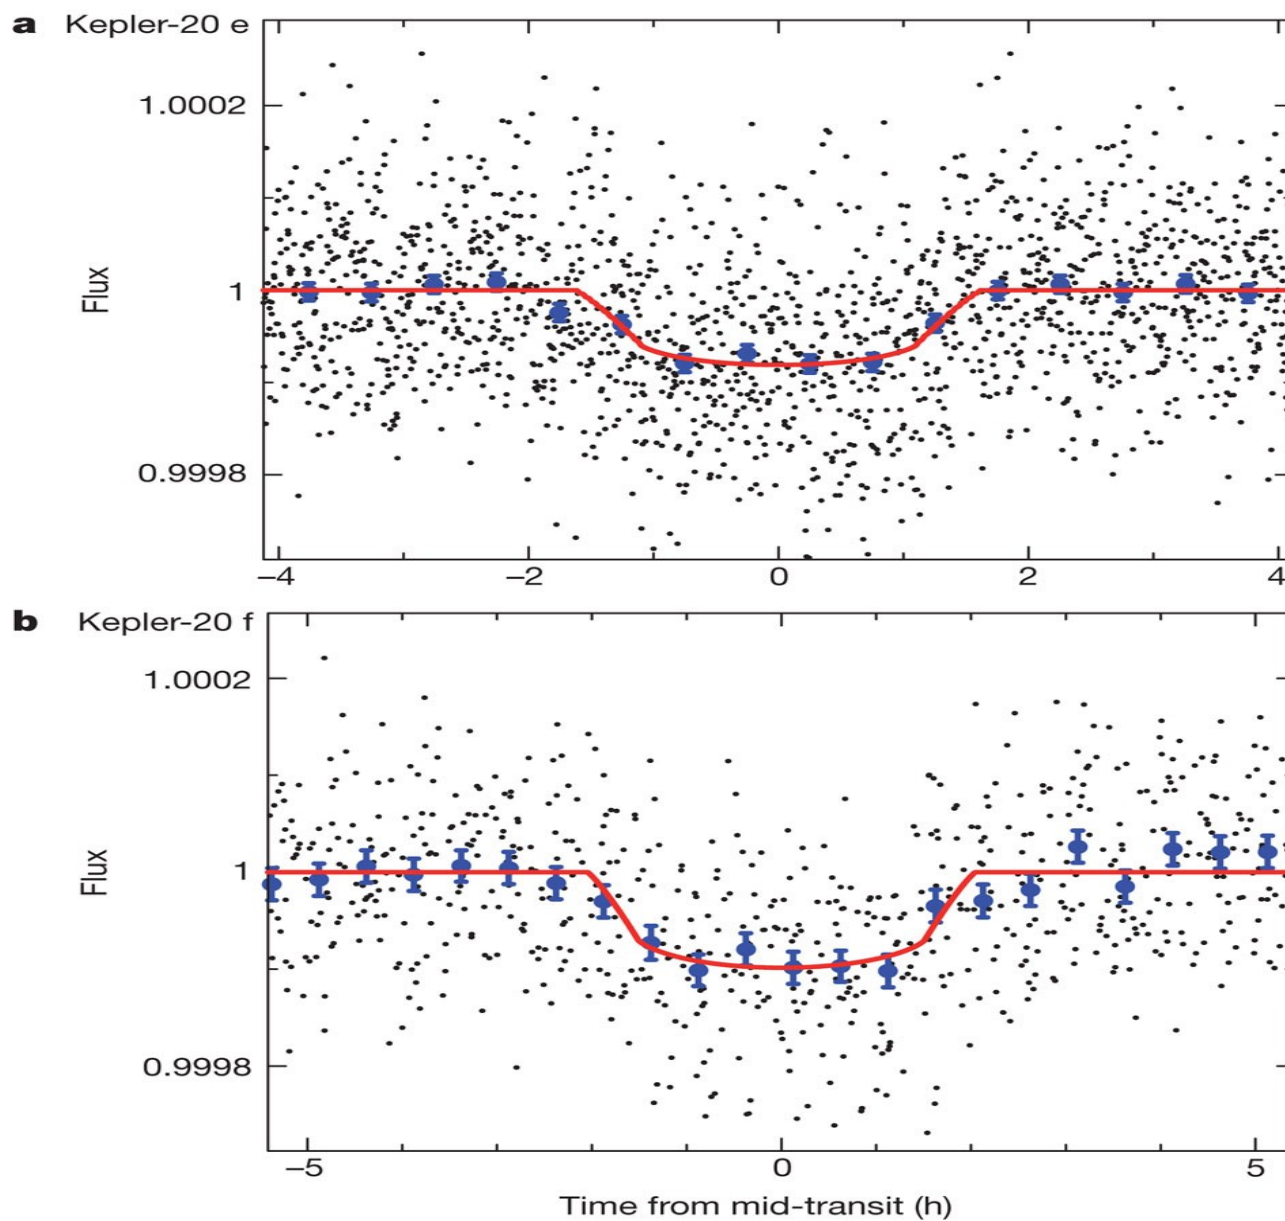 a Kepler-20 e
1.0002
Flux
1
0.9998
–4 –2 0 2 4
b Kepler-20 f
1.0002
Flux
1
0.9998
–5 0 5
Time from mid-transit (h)